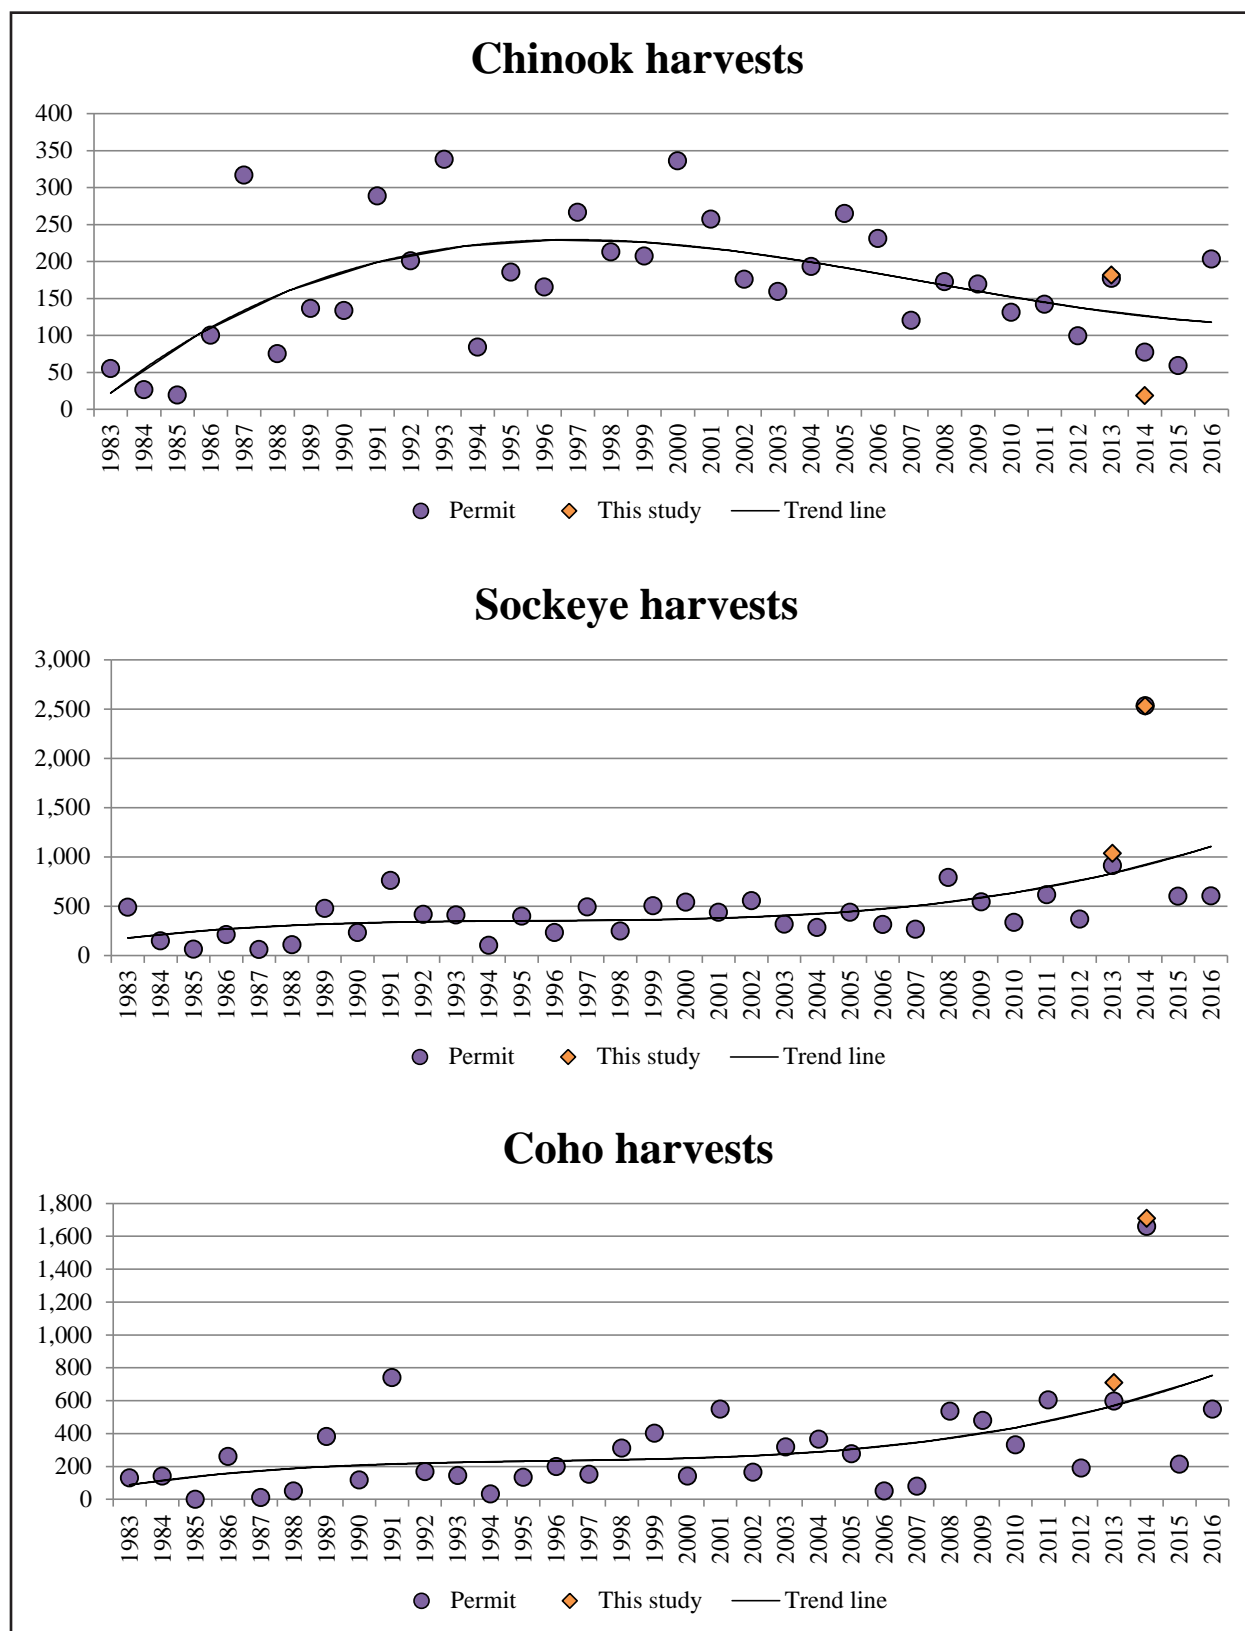 Chinook harvests
400
350
300
250
200
150
100
50
0
1983 1984 1985 1986 1987 1988 1989 1990 1991 1992 1993 1994 1995 1996 1997 1998 1999 2000 2001 2002 2003 2004 2005 2006 2007 2008 2009 2010 2011 2012 2013 2014 2015 2016
Permit This study Trend line
Sockeye harvests
3,000
2,500
2,000
1,500
1,000
500
0
1983 1984 1985 1986 1987 1988 1989 1990 1991 1992 1993 1994 1995 1996 1997 1998 1999 2000 2001 2002 2003 2004 2005 2006 2007 2008 2009 2010 2011 2012 2013 2014 2015 2016
Permit This study Trend line
Coho harvests
1,800
1,600
1,400
1,200
1,000
800
600
400
200
0
1983 1984 1985 1986 1987 1988 1989 1990 1991 1992 1993 1994 1995 1996 1997 1998 1999 2000 2001 2002 2003 2004 2005 2006 2007 2008 2009 2010 2011 2012 2013 2014 2015 2016
Permit This study Trend line